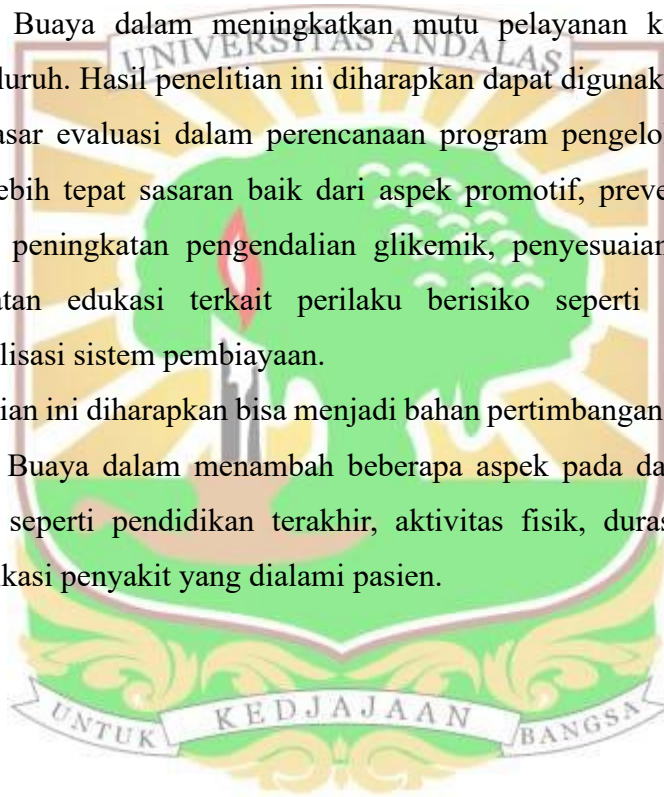 Buaya dalam meningkatkan mutu pelayanan k
UNIVERSITAS ANDALAS
luruh. Hasil penelitian ini diharapkan dapat digunak
asar evaluasi dalam perencanaan program pengelo
ebih tepat sasaran baik dari aspek promotif, preve
peningkatan pengendalian glikemik, penyesuaian
atan edukasi terkait perilaku berisiko seperti
lisasi sistem pembiayaan.
ian ini diharapkan bisa menjadi bahan pertimbangan
Buaya dalam menambah beberapa aspek pada da
seperti pendidikan terakhir, aktivitas fisik, duras
ikasi penyakit yang dialami pasien.
UNTUK KEDJAJAAN BANGSA